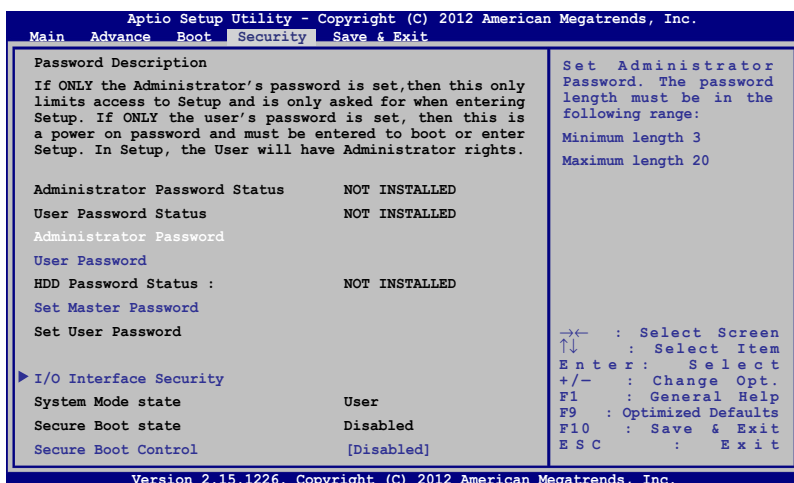 Aptio Setup Utility - Copyright (C) 2012 American Megatrends, Inc.
Main Advance Boot Security Save & Exit
Password Description
If ONLY the Administrator's password is set,then this only
limits access to Setup and is only asked for when entering
Setup. If ONLY the user's password is set, then this is
a power on password and must be entered to boot or enter
Setup. In Setup, the User will have Administrator rights.
Administrator Password Status NOT INSTALLED
User Password Status NOT INSTALLED
Administrator Password
User Password
HDD Password Status : NOT INSTALLED
Set Master Password
Set User Password
I/O Interface Security
System Mode state User
Secure Boot state Disabled
Secure Boot Control [Disabled]
Set Administrator
Password. The password
length must be in the
following range:
Minimum length 3
Maximum length 20
→← : Select Screen
↑↓ : Select Item
Enter: Select
+/— : Change Opt.
F1 : General Help
F9 : Optimized Defaults
F10 : Save & Exit
ESC : Exit
Version 2.15.1226. Copyright (C) 2012 American Megatrends, Inc.